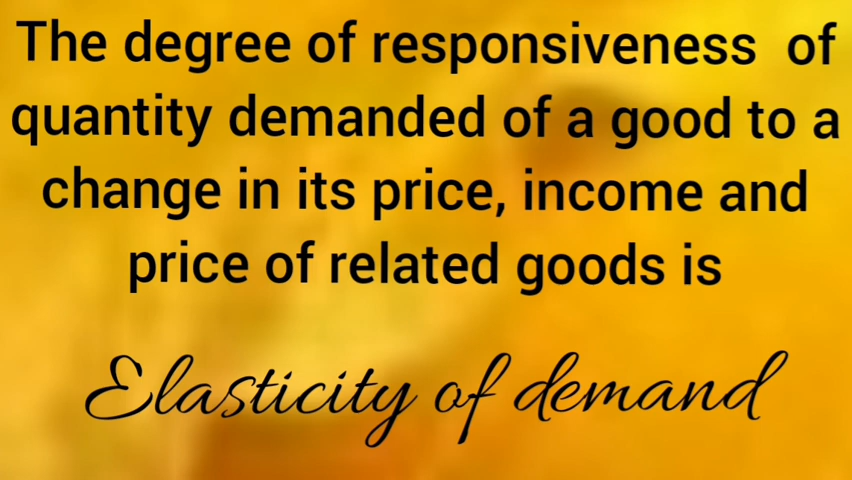 The degree of responsiveness of
quantity demanded of a good to a
change in its price, income and
price of related goods is
Elasticity of demand